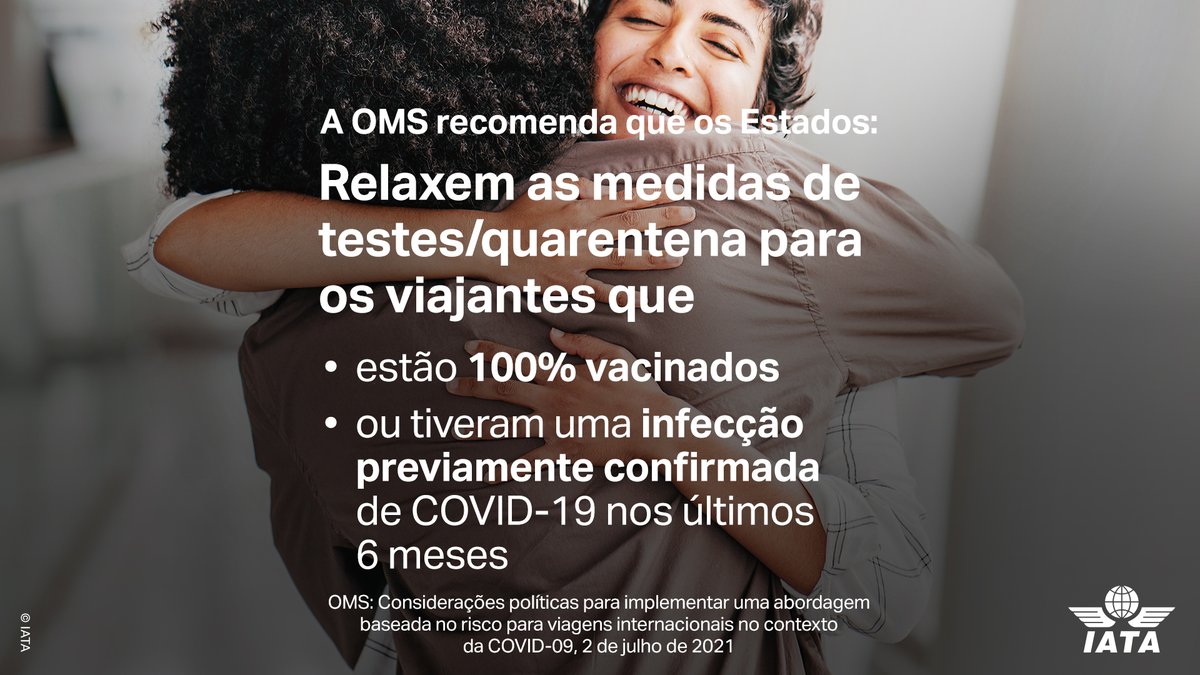 A OMS recomenda que os Estados:
Relaxem as medidas de
testes/quarentena para
os viajantes que
• estão 100% vacinados
• ou tiveram uma infecção
previamente confirmada
de COVID-19 nos últimos
6 meses
OMS: Considerações políticas para implementar uma abordagem
baseada no risco para viagens internacionais no contexto
da COVID-09, 2 de julho de 2021
© IATA
IATA